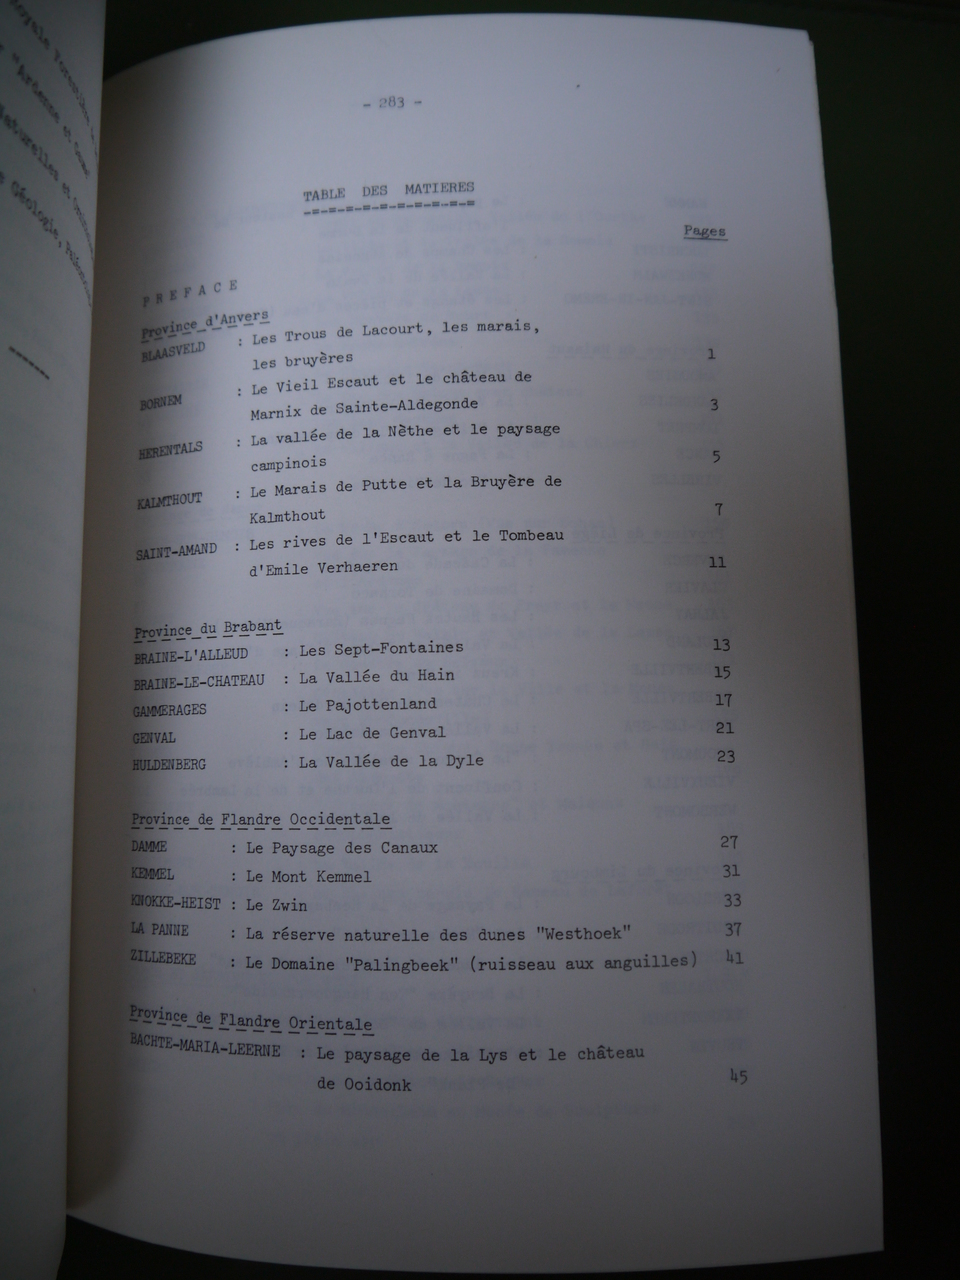 Royale Forestière
"Ardenne et
Naturelles et
Géologie,
- 283 -
TABLE DES MATIERES
-=-=-=-=-=-=-=-=-=-=
Pages
PREFACE
Province d'Anvers
BLAASVELD : Les Trous de Lacourt, les marais,
les bruyères 1
BORNEM : Le Vieil Escaut et le château de
Marnix de Sainte-Aldegonde 3
HERENTALS : La vallée de la Nèthe et le paysage
campinois 5
KALMTHOUT : Le Marais de Putte et la Bruyère de
Kalmthout 7
SAINT-AMAND : Les rives de l'Escaut et le Tombeau
d'Emile Verhaeren 11
Province du Brabant
BRAINE-L'ALLEUD : Les Sept-Fontaines 13
BRAINE-LE-CHATEAU : La Vallée du Hain 15
GAMMERAGES : Le Pajottenland 17
GENVAL : Le Lac de Genval 21
HULDENBERG : La Vallée de la Dyle 23
Province de Flandre Occidentale
DAMME : Le Paysage des Canaux 27
KEMMEL : Le Mont Kemmel 31
KNOKKE-HEIST : Le Zwin 33
LA PANNE : La réserve naturelle des dunes "Westhoek" 37
ZILLEBEKE : Le Domaine "Palingbeek" (ruisseau aux anguilles) 41
Province de Flandre Orientale
BACHTE-MARIA-LEERNE : Le paysage de la Lys et le château
de Ooidonk 45